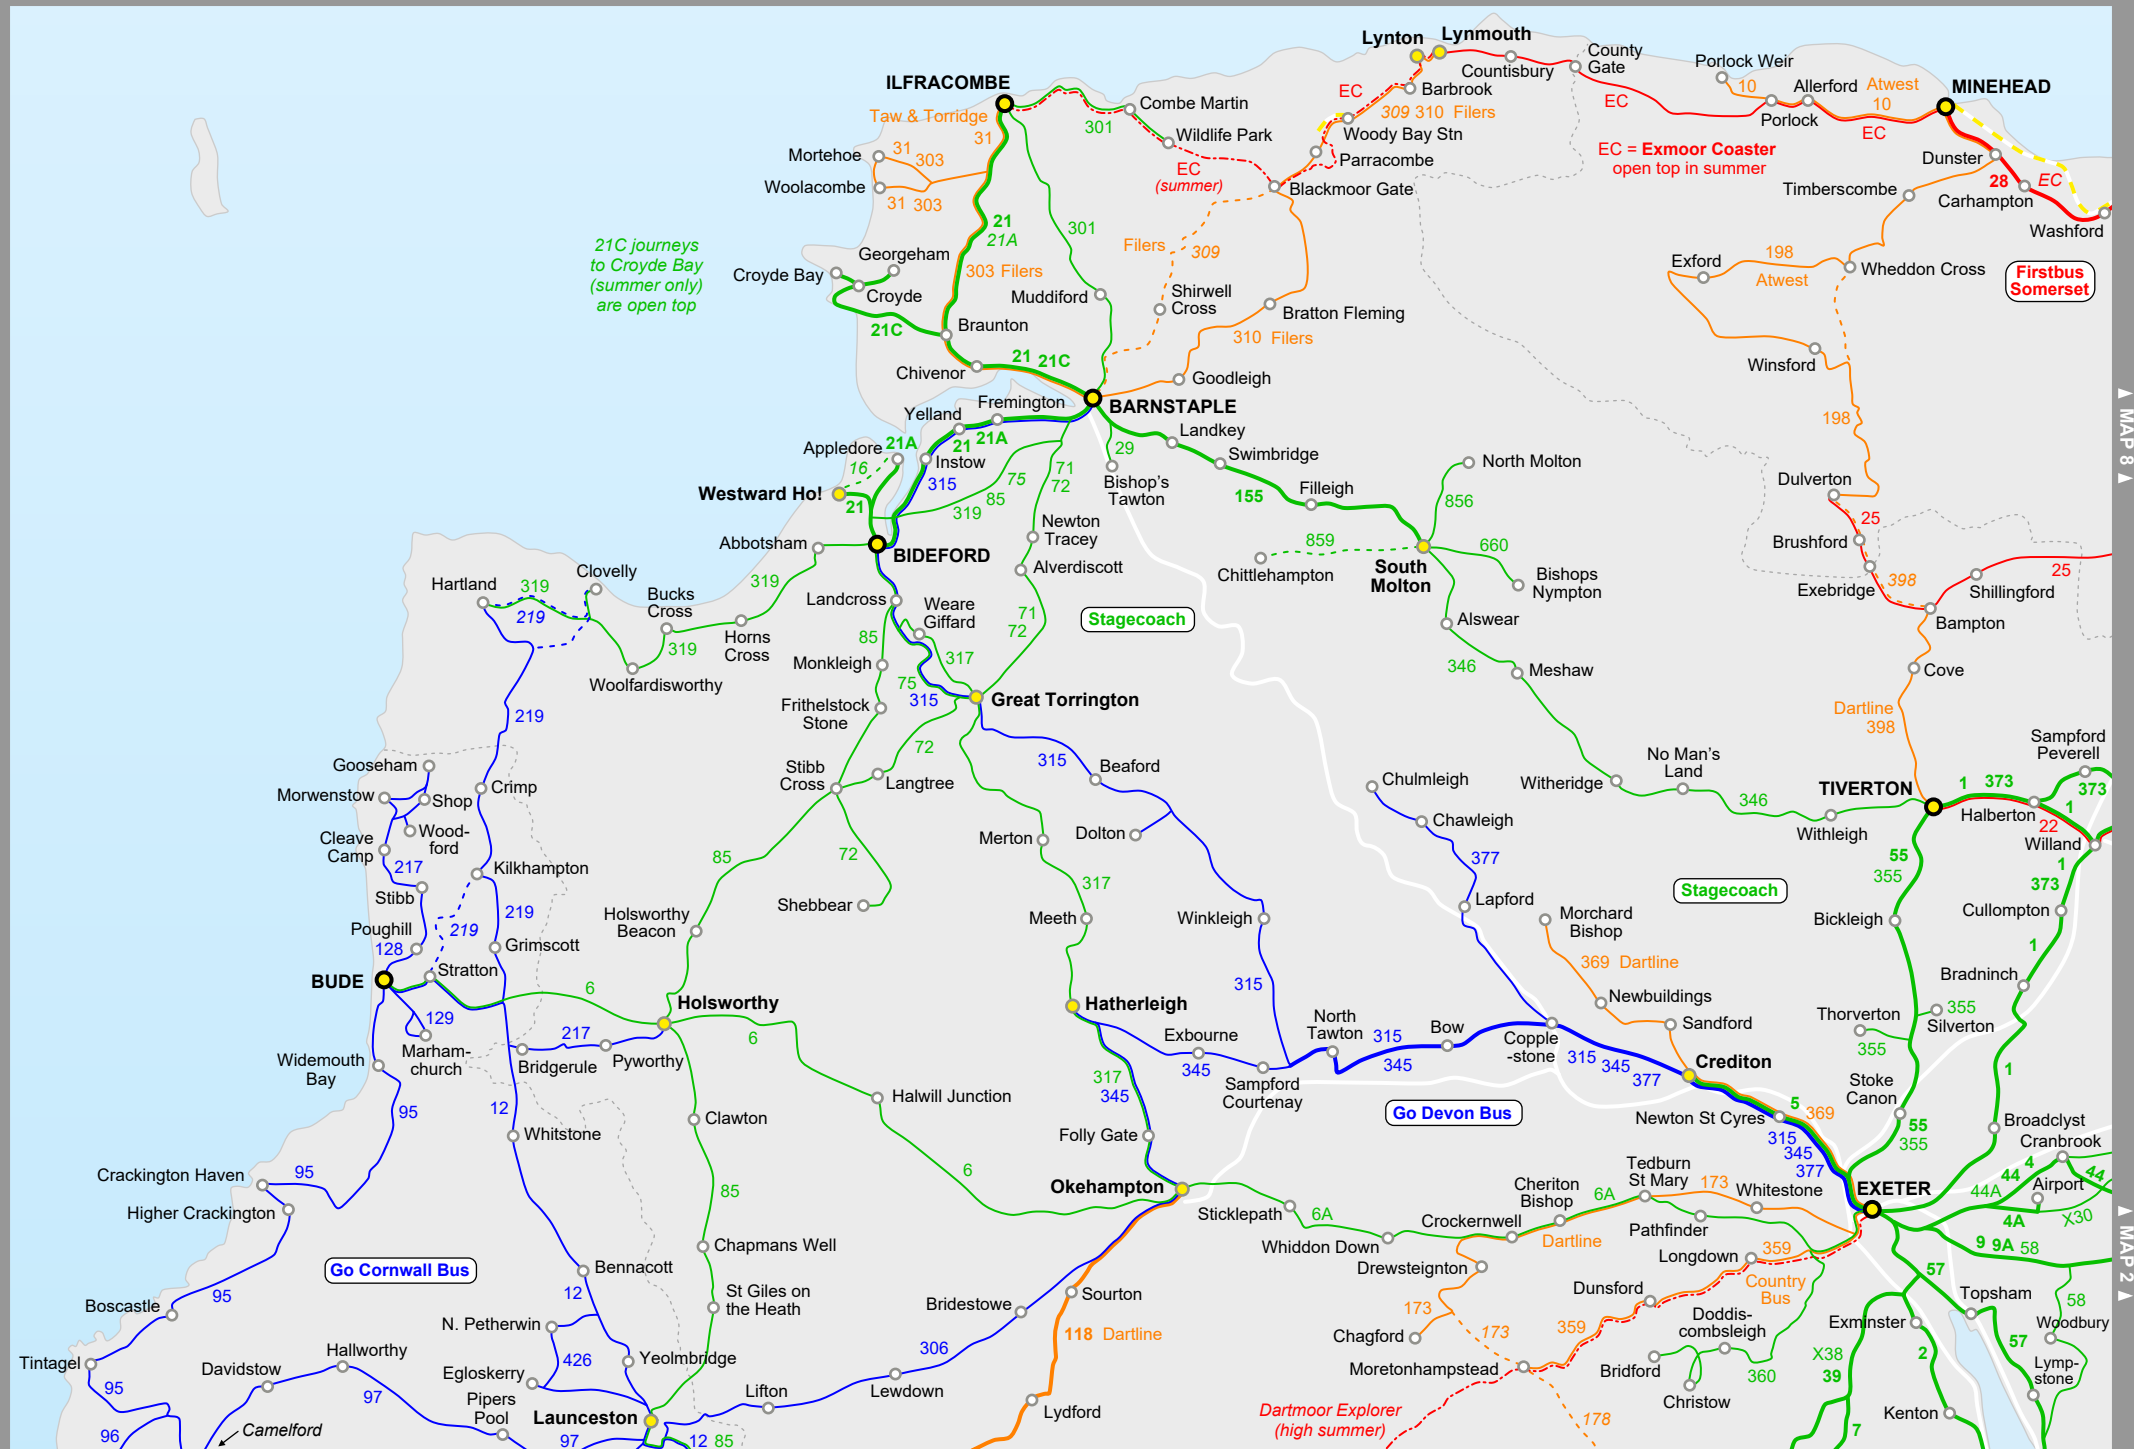 Lynton
Lynmouth
County
Gate
Countisbury
Porlock Weir
10
Allerford
Atwest
10
MINEHEAD
Porlock
EC
EC
ILFRACOMBE
Taw & Torridge
31
301
Combe Martin
Wildlife Park
EC
(summer)
EC
Barbrook
309 310 Filers
Woody Bay Stn
Parracombe
Blackmoor Gate
EC = Exmoor Coaster
open top in summer
Dunster
28
EC
Carhampton
Washford
Timberscombe
Mortehoe
31
303
Woolacombe
31 303
21
21A
303 Filers
301
Filers
309
21C journeys
to Croyde Bay
(summer only)
are open top
Georgeham
Croyde Bay
Croyde
21C
Braunton
Chivenor
21 21C
Muddiford
Shirwell
Cross
Bratton Fleming
310 Filers
Goodleigh
Exford
198
Atwest
Wheddon Cross
Firstbus
Somerset
Winsford
198
▲ MAP 8 ▲
BARNSTAPLE
Fremington
Yelland
21A
21
Appledore
21A
16
Instow
315
Westward Ho!
21
75
85
319
71
72
29
Bishop's
Tawton
Landkey
Swimbridge
155
Filleigh
North Molton
856
859
Chittlehampton
South
Molton
660
Bishops
Nympton
Dulverton
25
Brushford
Exebridge
398
Shillingford
25
Bampton
Cove
Newton
Tracey
Alverdiscott
71
72
Stagecoach
Abbotsham
BIDEFORD
319
Hartland
319
219
Clovelly
Bucks
Cross
319
Horns
Cross
Woolfardisworthy
Landcross
Weare
Giffard
85
317
Monkleigh
75
315
Great Torrington
Frithelstock
Stone
Alswear
346
Meshaw
Dartline
398
219
Gooseham
Morwenstow
Shop
Crimp
Wood-
ford
Cleave
Camp
217
Stibb
Kilkhampton
Poughill
128
219
219
Grimscott
Stratton
BUDE
72
Stibb
Cross
Langtree
315
Beaford
Dolton
Merton
85
72
Shebbear
317
Meeth
Winkleigh
Holsworthy
Beacon
Chulmleigh
Chawleigh
377
Lapford
Morchard
Bishop
369 Dartline
Newbuildings
Sandford
Witheridge
No Man's
Land
346
Withleigh
TIVERTON
1 373
Halberton
22
Sampford
Peverell
373
1
Willand
1
373
55
355
Stagecoach
Bickleigh
Cullompton
1
Bradninch
Thorverton
355
355
Silverton
1
Stoke
Canon
55
355
Broadclyst
Cranbrook
6
Holsworthy
6
129
Marham-
church
217
Bridgerule
Pyworthy
Widemouth
Bay
95
12
Whitstone
Clawton
Halwill Junction
Hatherleigh
Exbourne
345
Sampford
Courtenay
315
North
Tawton
315
345
Bow
Copple
-stone
315
345
377
Crediton
Go Devon Bus
Newton St Cyres
5
369
315
345
377
317
345
Folly Gate
Okehampton
6
Crackington Haven
95
Higher Crackington
85
Chapmans Well
Go Cornwall Bus
Bennacott
12
St Giles on
the Heath
Sticklepath
6A
Whiddon Down
Crockernwell
Cheriton
Bishop
6A
Dartline
Tedburn
St Mary
173
Whitestone
Pathfinder
Longdown
359
Country
Bus
EXETER
44
4
44A
Airport
44
4A
X30
9 9A 58
57
▲ MAP 2 ▲
Drewsteignton
173
Chagford
173
359
Dunsford
Moretonhampstead
Doddis-
combsleigh
Bridford
Christow
360
Exminster
2
X38
39
7
Kenton
Topsham
57
58
Woodbury
Lymp-
stone
Boscastle
95
Tintagel
95
96
Davidstow
Hallworthy
97
Camelford
N. Petherwin
426
Egloskerry
Pipers
Pool
Yeolmbridge
Launceston
97
12 85
Lifton
Lewdown
306
Bridestowe
Sourton
118 Dartline
Lydford
Dartmoor Explorer
(high summer)
178